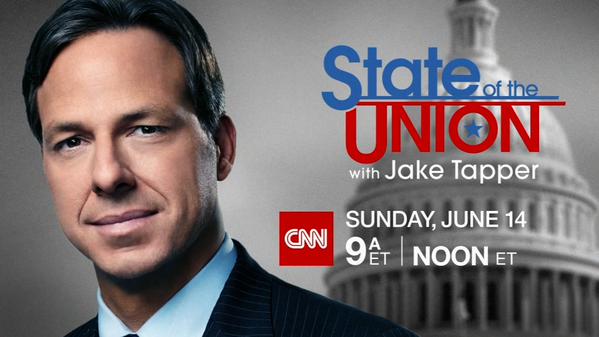 State of the
UNION
with Jake Tapper
CNN
SUNDAY, JUNE 14
9A ET | NOON ET